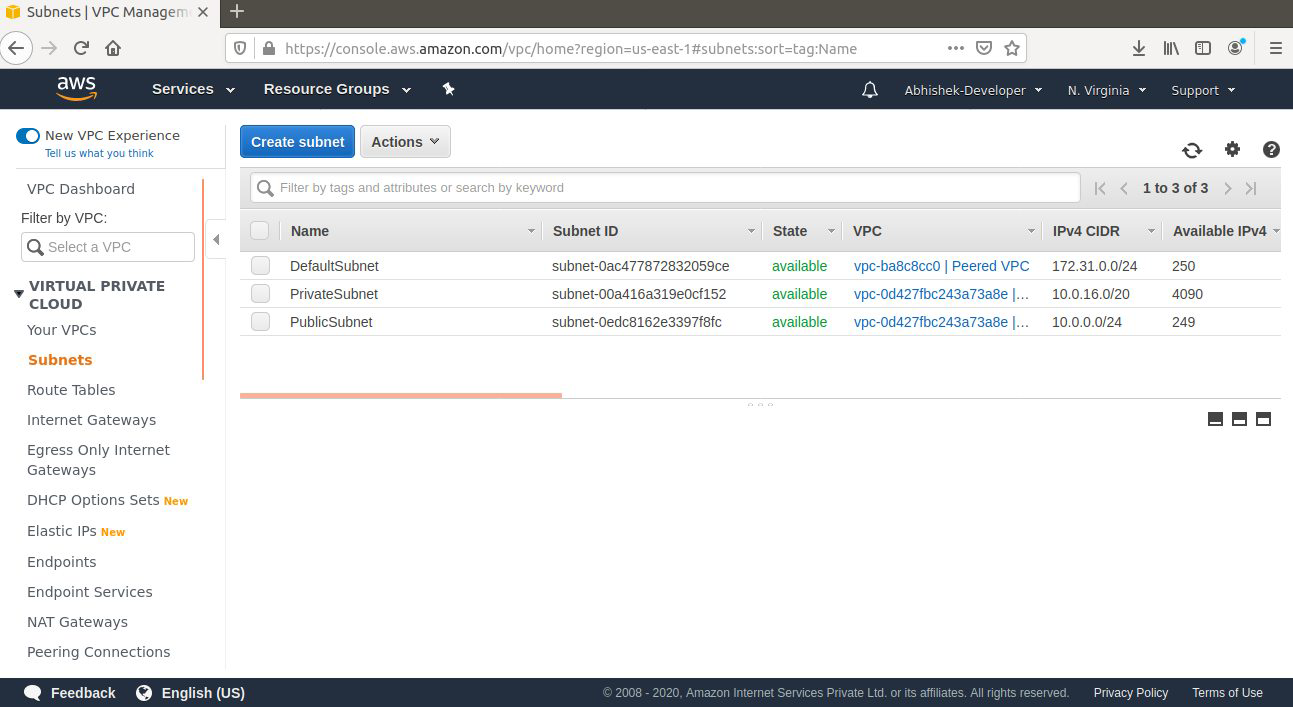 Subnets | VPC Managem
https://console.aws.amazon.com/vpc/home?region=us-east-1#subnets:sort=tag:Name
aws Services Resource Groups Abhishek-Developer N. Virginia Support
New VPC Experience
Tell us what you think
VPC Dashboard
Filter by VPC:
Select a VPC
VIRTUAL PRIVATE
CLOUD
Your VPCs
Subnets
Route Tables
Internet Gateways
Egress Only Internet
Gateways
DHCP Options Sets New
Elastic IPs New
Endpoints
Endpoint Services
NAT Gateways
Peering Connections
Create subnet Actions
Filter by tags and attributes or search by keyword 1 to 3 of 3
Name Subnet ID State VPC IPv4 CIDR Available IPv4
DefaultSubnet subnet-0ac477872832059ce available vpc-ba8c8cc0 | Peered VPC 172.31.0.0/24 250
PrivateSubnet subnet-00a416a319e0cf152 available vpc-0d427fbc243a73a8e |... 10.0.16.0/20 4090
PublicSubnet subnet-0edc8162e3397f8fc available vpc-0d427fbc243a73a8e |... 10.0.0.0/24 249
Feedback English (US) © 2008 - 2020, Amazon Internet Services Private Ltd. or its affiliates. All rights reserved. Privacy Policy Terms of Use